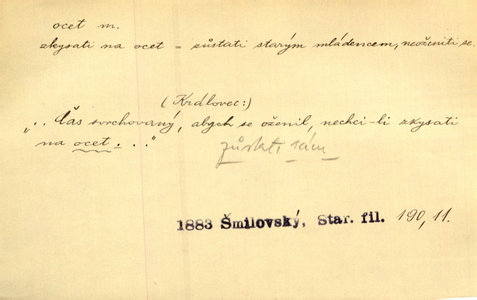 ocet m.
zkysati na ocet = zůstati starým mládencem, neoženiti se.
(Královec:)
„.. Čas svrchovaný, abych se oženil, nechci-li zkysati
na ocet . . ."
zůstati sám
1883 Šmilovský, Star. fil. 190, 11.